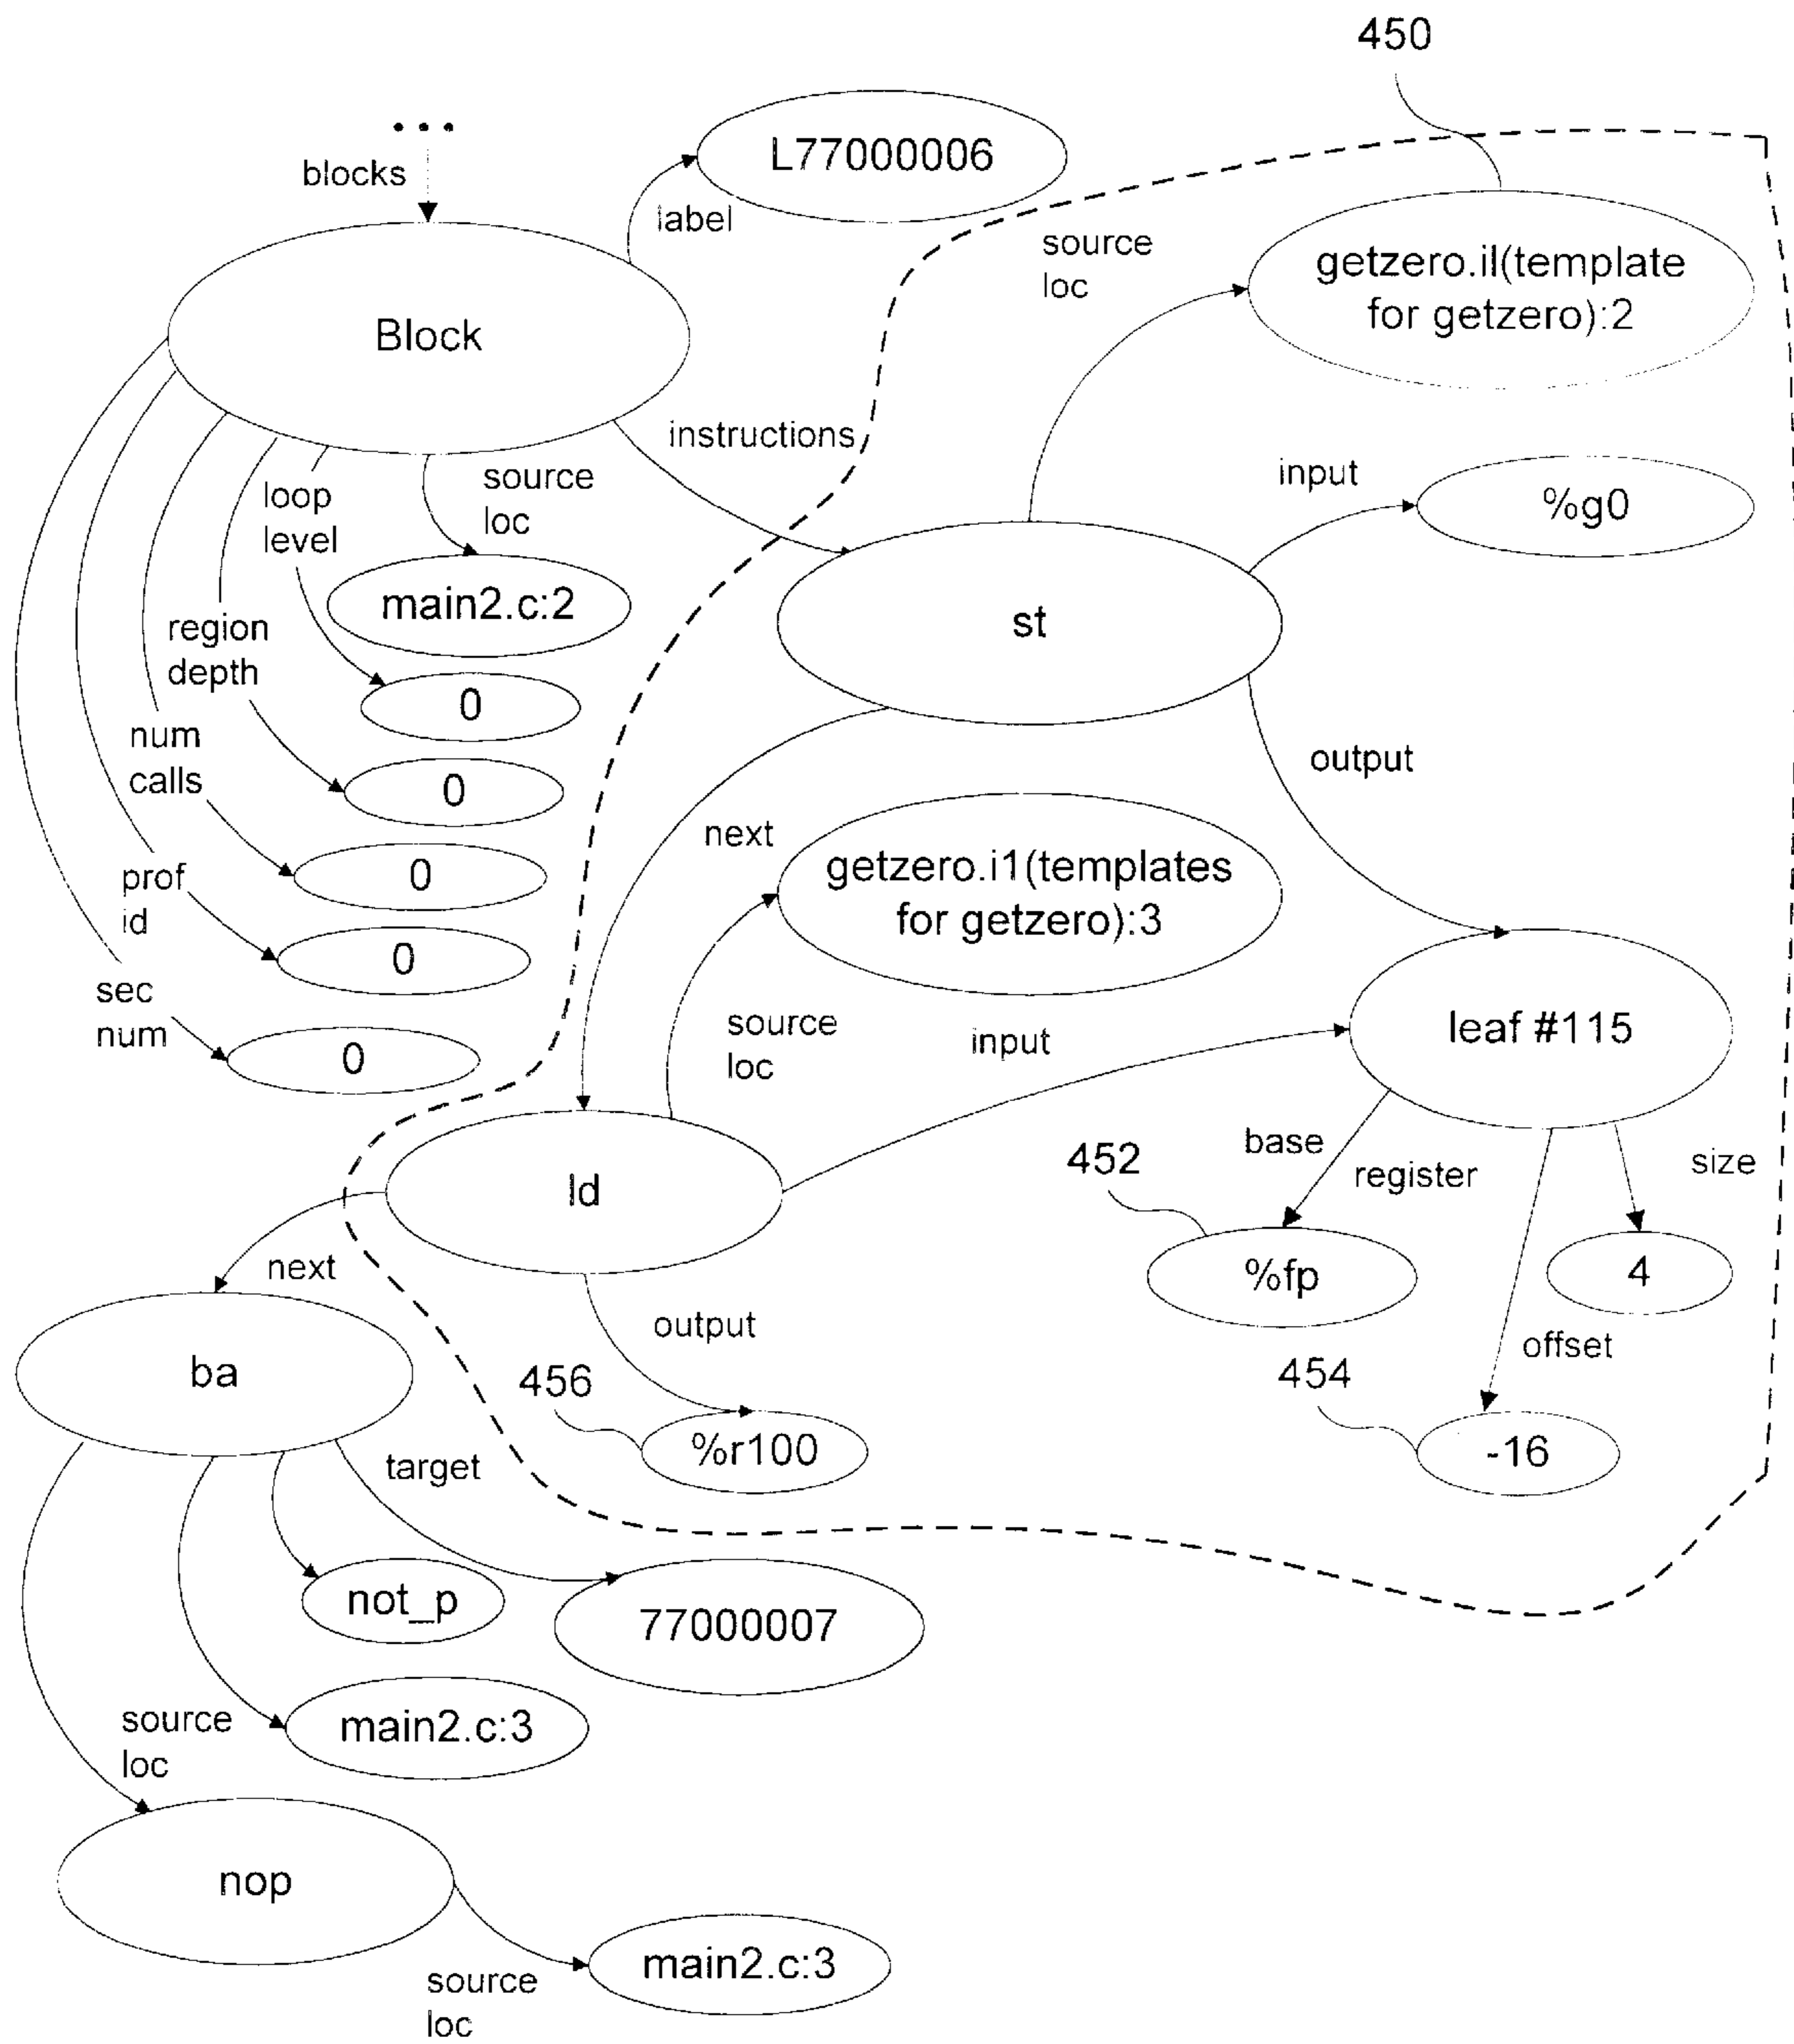 450
...
L77000006
blocks
label
source
loc
getzero.il(template
for getzero):2
Block
instructions
source
loc
loop
level
input
%g0
main2.c:2
st
region
depth
0
num
calls
0
output
next
getzero.i1(templates
for getzero):3
prof
id
0
0
sec
num
0
source
loc
input
leaf #115
base
register
size
452
ld
%fp
4
next
output
offset
ba
456
454
%r100
-16
target
not_p
77000007
source
loc
main2.c:3
nop
source
loc
main2.c:3